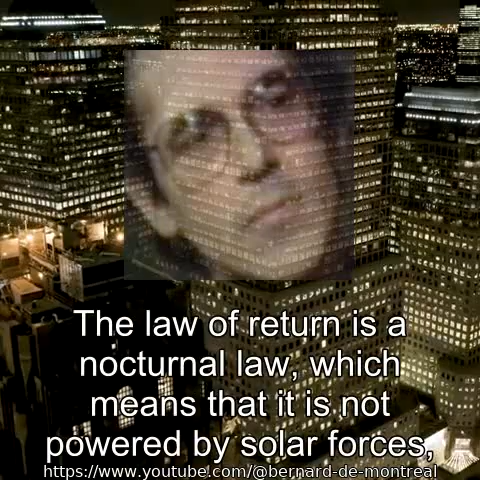 The law of return is a
nocturnal law, which
means that it is not
powered by solar forces,
https://www.youtube.com/@bernard-de-montreal